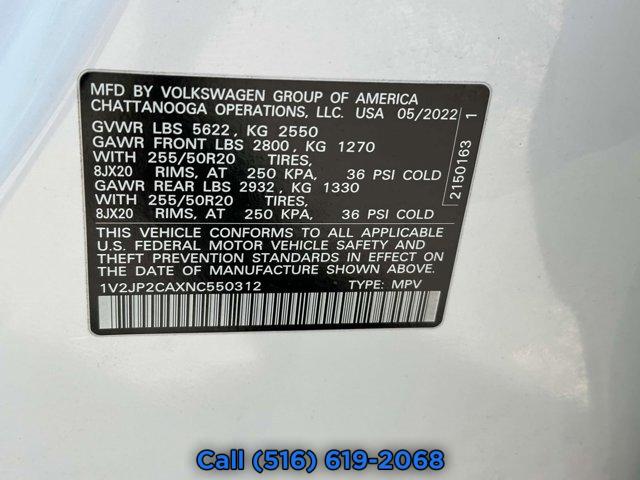 MFD BY VOLKSWAGEN GROUP OF AMERICA
CHATTANOOGA OPERATIONS, LLC. USA 05/2022
GVWR LBS 5622, KG 2550
GAWR FRONT LBS 2800, KG 1270
WITH 255/50R20 TIRES,
8JX20 RIMS, AT 250 KPA, 36 PSI COLD
GAWR REAR LBS 2932, KG 1330
WITH 255/50R20 TIRES,
8JX20 RIMS, AT 250 KPA, 36 PSI COLD
THIS VEHICLE CONFORMS TO ALL APPLICABLE
U.S. FEDERAL MOTOR VEHICLE SAFETY AND
THEFT PREVENTION STANDARDS IN EFFECT ON
THE DATE OF MANUFACTURE SHOWN ABOVE.
1V2JP2CAXNC550312 TYPE: MPV
2150163 1
Call (516) 619-2068